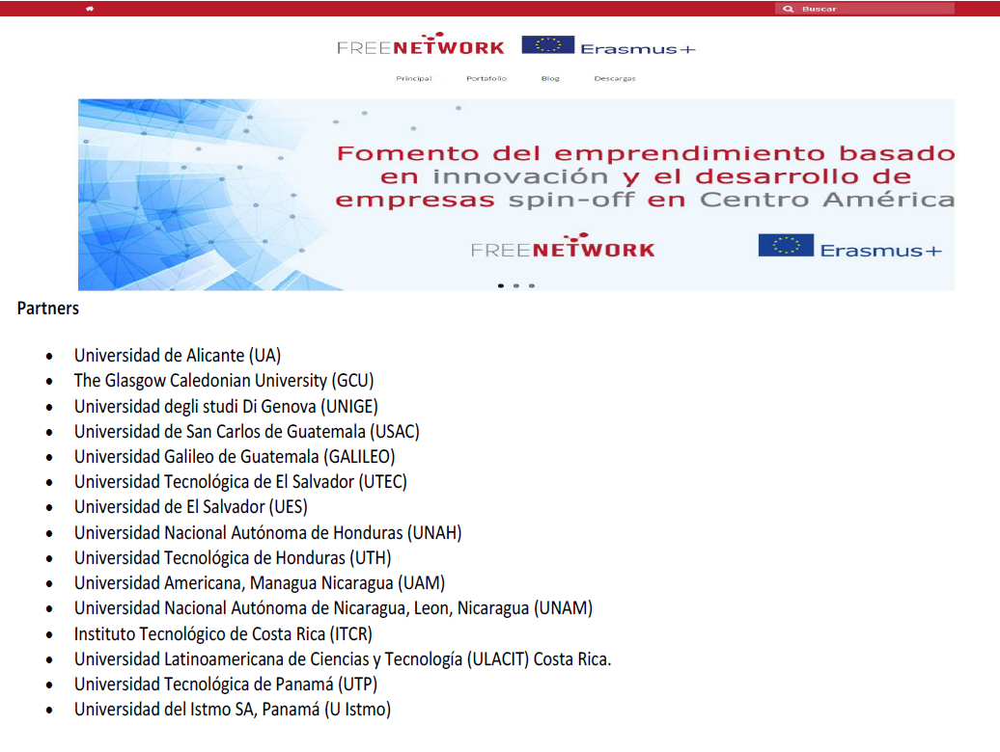 Buscar
FREENETWORK Erasmus+
Principal Portafolio Blog Descargas
Fomento del emprendimiento basado
en innovación y el desarrollo de
empresas spin-off en Centro América
FREENETWORK Erasmus+
Partners
• Universidad de Alicante (UA)
• The Glasgow Caledonian University (GCU)
• Universidad degli studi Di Genova (UNIGE)
• Universidad de San Carlos de Guatemala (USAC)
• Universidad Galileo de Guatemala (GALILEO)
• Universidad Tecnológica de El Salvador (UTEC)
• Universidad de El Salvador (UES)
• Universidad Nacional Autónoma de Honduras (UNAH)
• Universidad Tecnológica de Honduras (UTH)
• Universidad Americana, Managua Nicaragua (UAM)
• Universidad Nacional Autónoma de Nicaragua, Leon, Nicaragua (UNAM)
• Instituto Tecnológico de Costa Rica (ITCR)
• Universidad Latinoamericana de Ciencias y Tecnología (ULACIT) Costa Rica.
• Universidad Tecnológica de Panamá (UTP)
• Universidad del Istmo SA, Panamá (U Istmo)